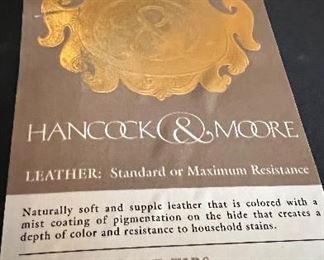 HANCOCK & MOORE
LEATHER: Standard or Maximum Resistance
Naturally soft and supple leather that is colored with a
mist coating of pigmentation on the hide that creates a
depth of color and resistance to household stains.